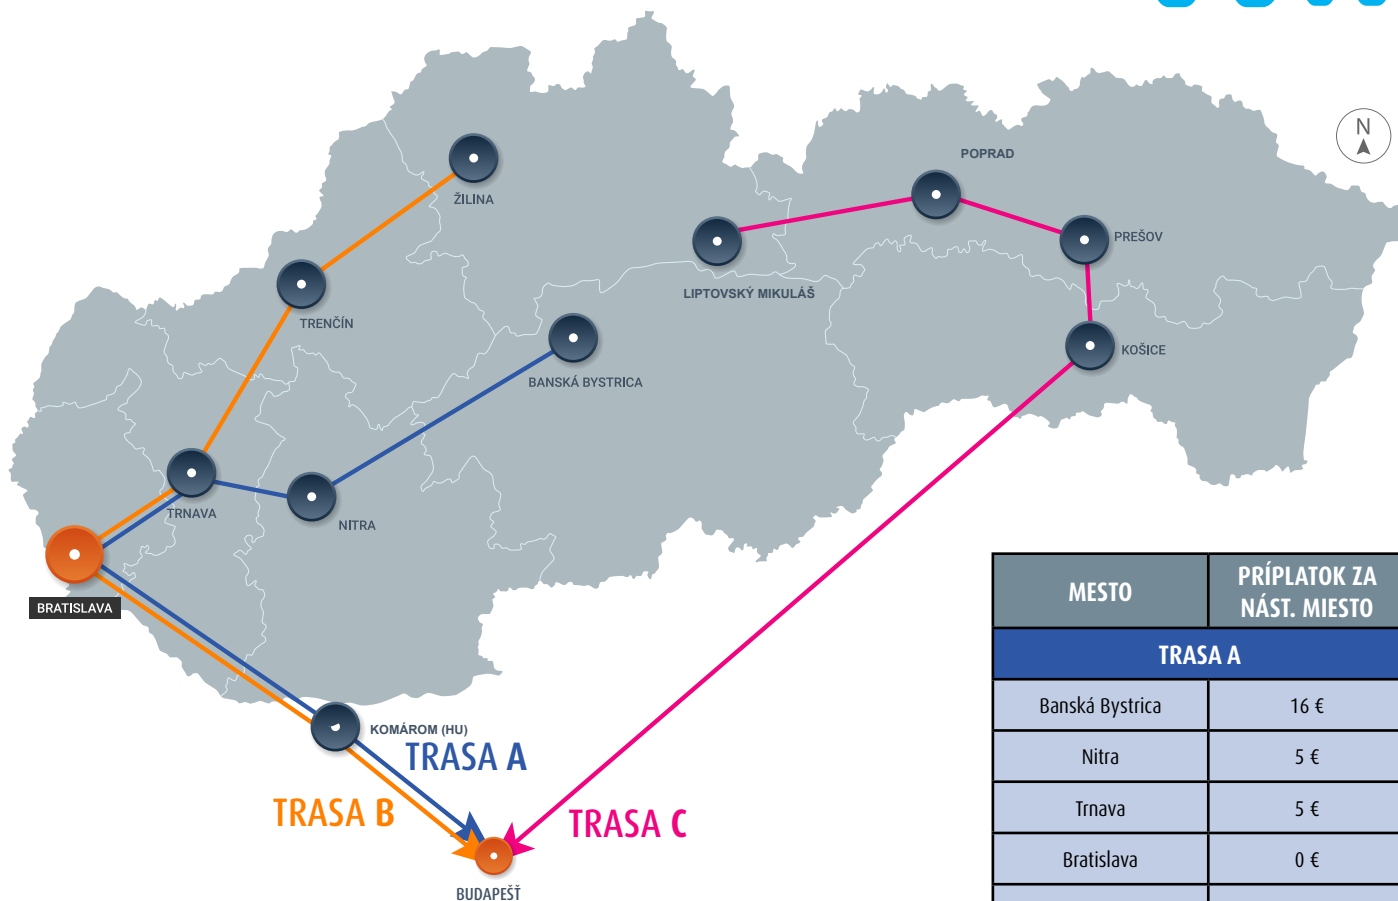 N
POPRAD
ŽILINA
PREŠOV
LIPTOVSKÝ MIKULÁŠ
TRENČÍN
KOŠICE
BANSKÁ BYSTRICA
TRNAVA
NITRA
BRATISLAVA
KOMÁROM (HU)
TRASA A
TRASA B
TRASA C
BUDAPEŠŤ
MESTO
PRÍPLATOK ZA
NÁST. MIESTO
TRASA A
Banská Bystrica 16 €
Nitra 5 €
Trnava 5 €
Bratislava 0 €